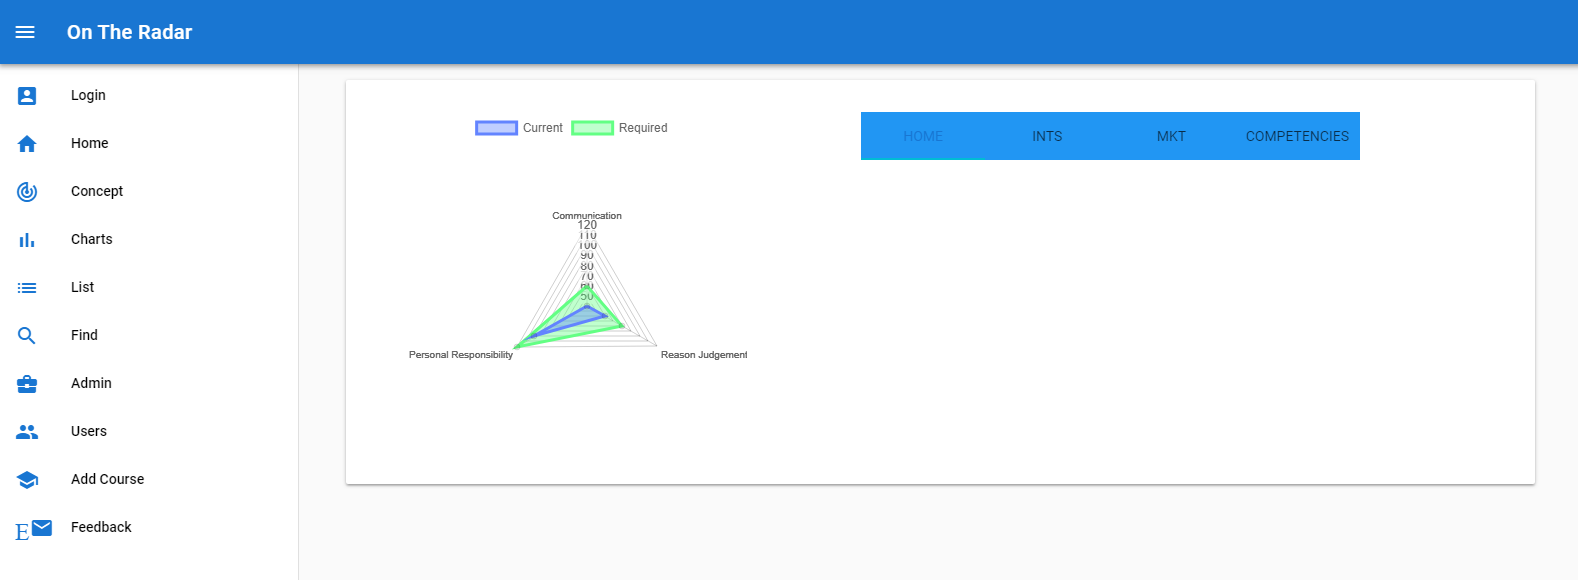 On The Radar
Login
Home
Concept
Charts
List
Find
Admin
Users
Add Course
E Feedback
Current Required
HOME INTS MKT COMPETENCIES
Communication
120
110
100
90
80
70
60
50
Personal Responsibility
Reason Judgement